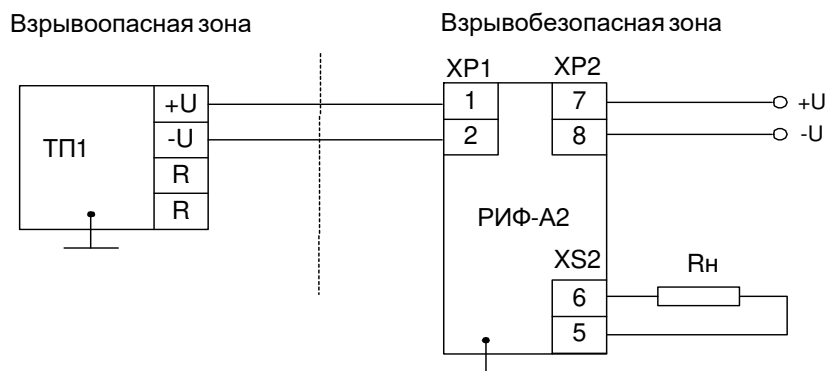 Взрывоопасная зона
Взрывобезопасная зона
XP1
XP2
ТП1
+U
-U
R
R
1
2
7
8
+U
-U
РИФ-А2
XS2
6
5
Rн